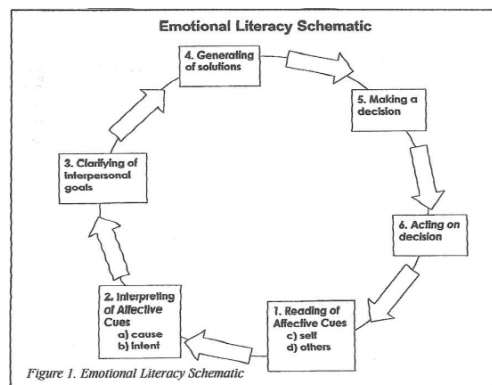 Emotional Literacy Schematic
4. Generating
of solutions
5. Making a
decision
3. Clarifying of
interpersonal
goals
6. Acting on
decision
2. Interpreting
of Affective
Cues
a) cause
b) intent
1. Reading of
Affective Cues
c) self
d) others
Figure 1. Emotional Literacy Schematic